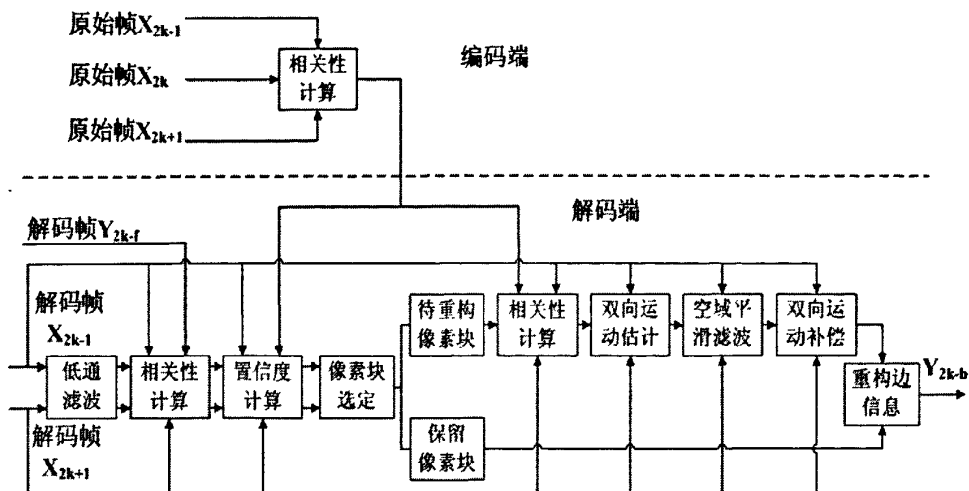 原始帧X2k-1
原始帧X2k
原始帧X2k+1
相关性
计算
编码端
解码端
解码帧Y2k-f
解码帧
X2k-1
低通
滤波
解码帧
X2k+1
相关性
计算
置信度
计算
像素块
选定
待重构
像素块
保留
像素块
相关性
计算
双向运
动估计
空域平
滑滤波
双向运
动补偿
重构边
信息
Y2k-b